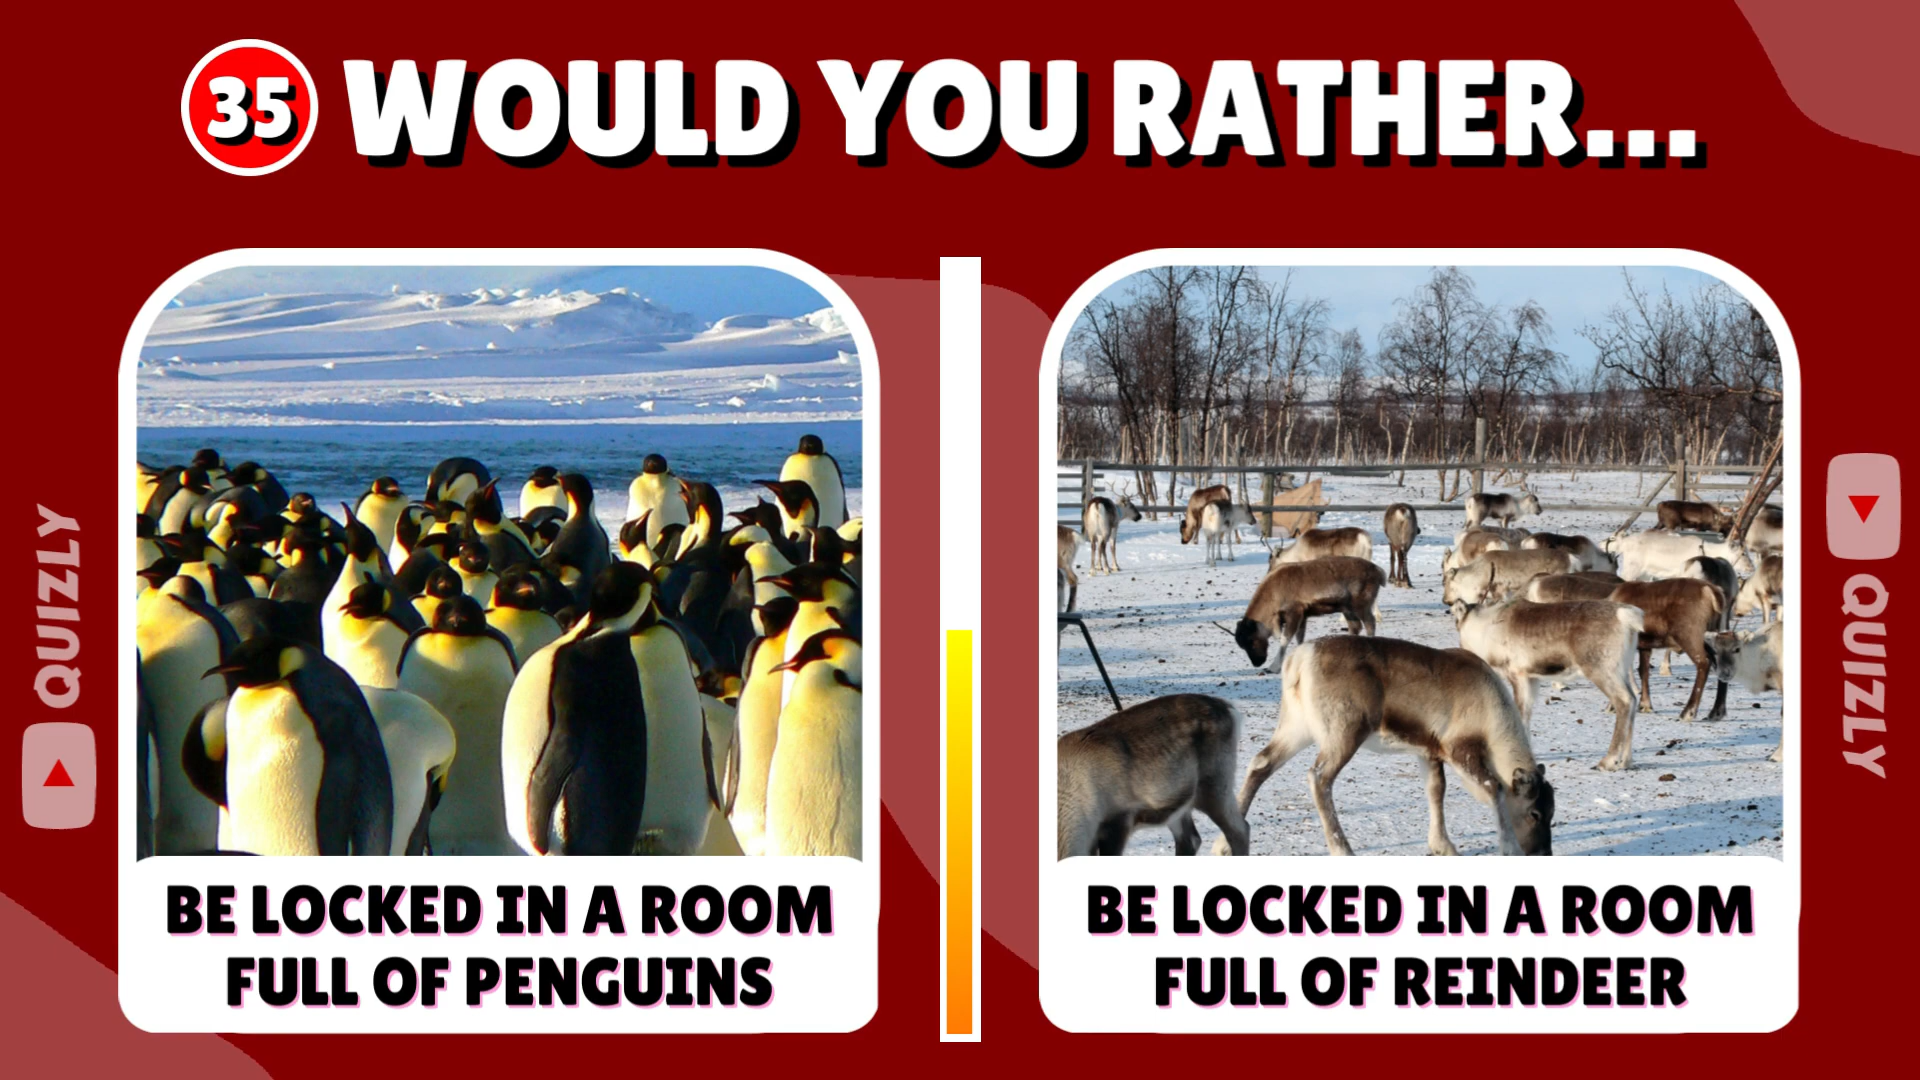 35 WOULD YOU RATHER...
BE LOCKED IN A ROOM
FULL OF PENGUINS
BE LOCKED IN A ROOM
FULL OF REINDEER
QUIZLY
QUIZLY